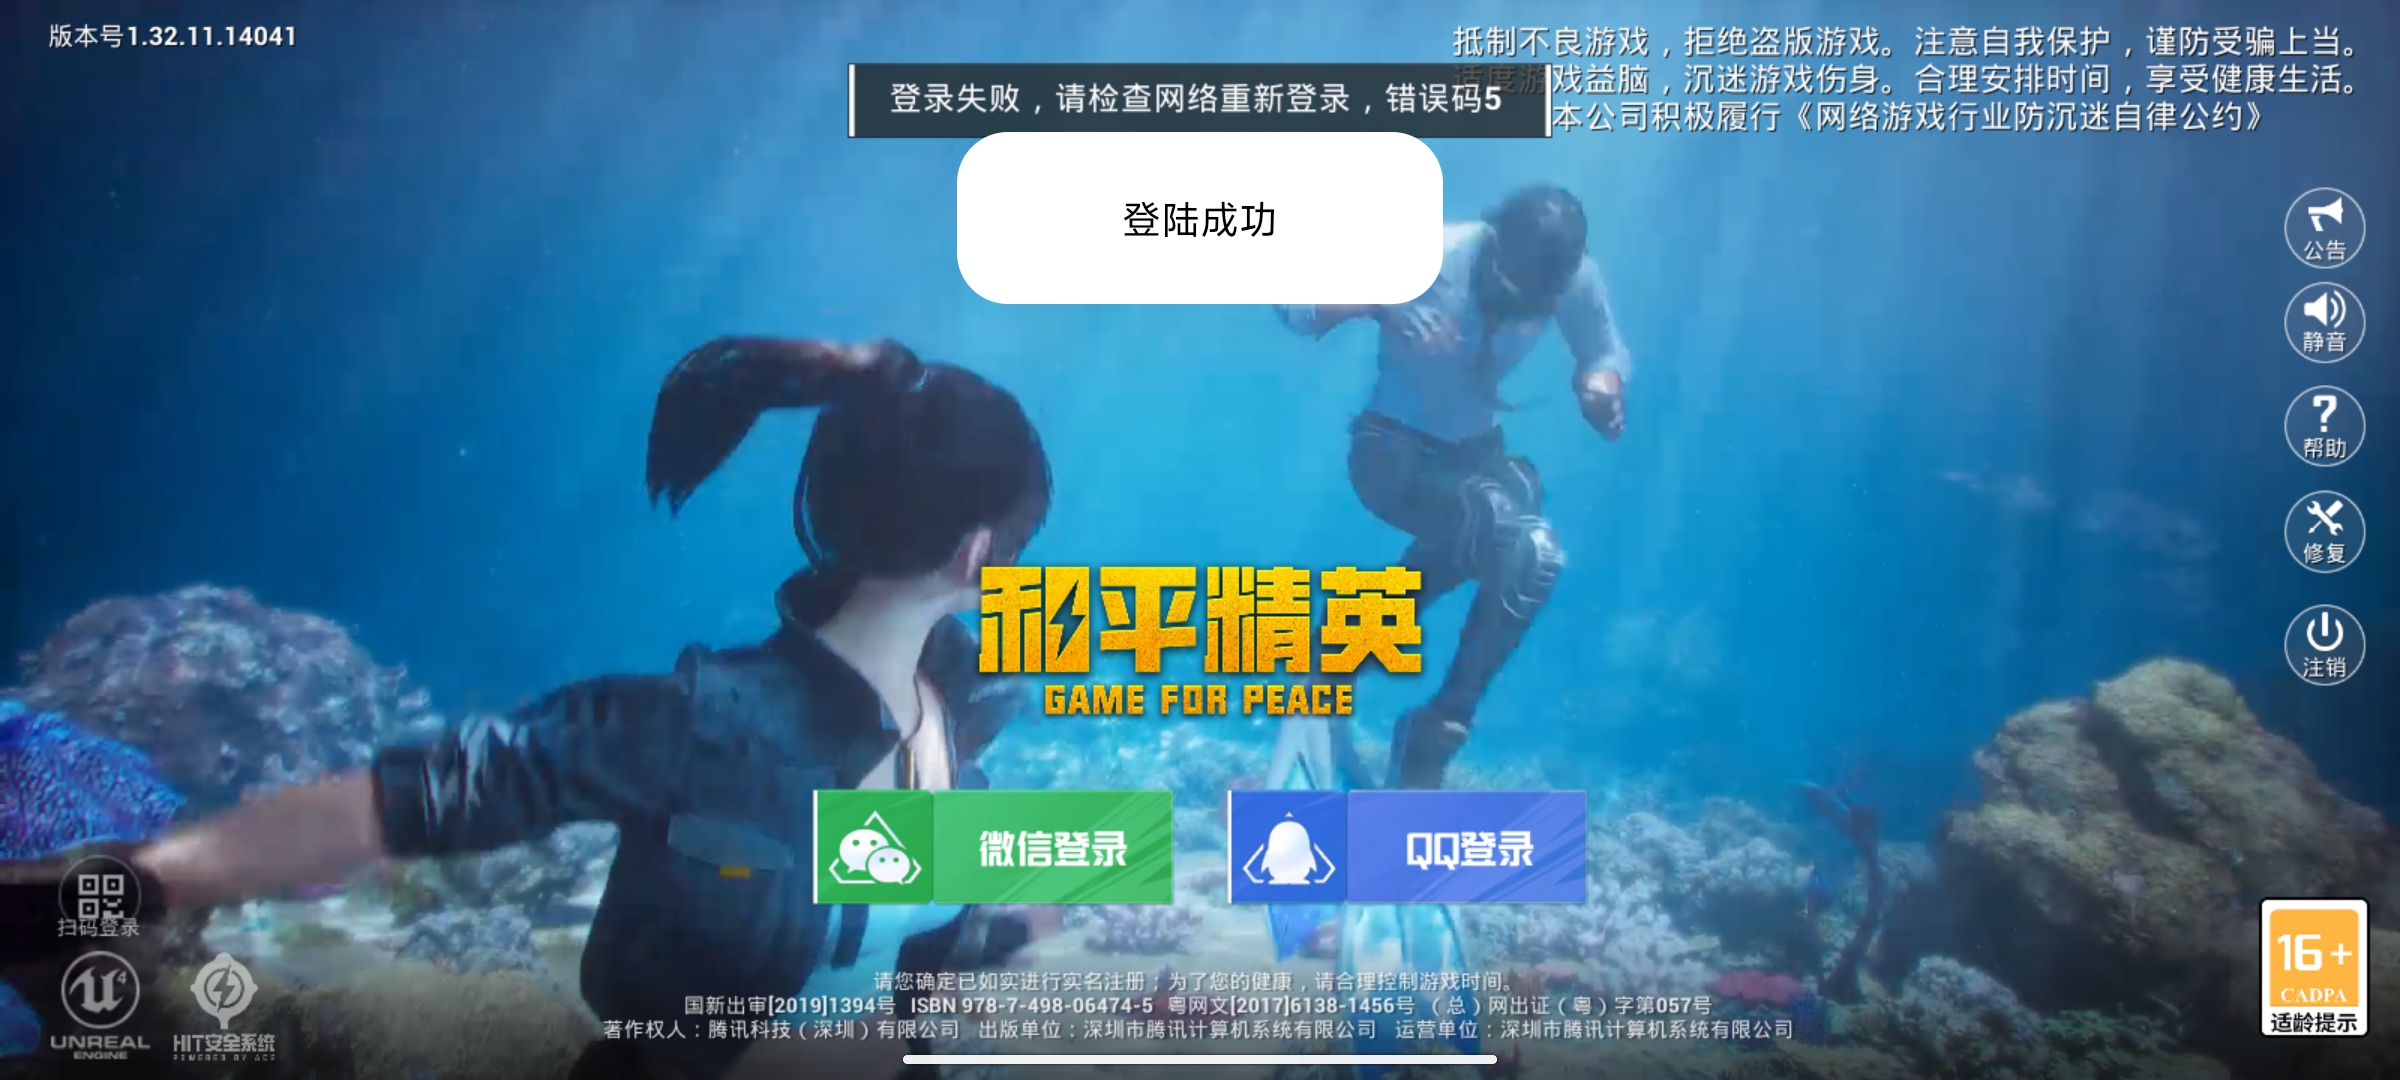 版本号1.32.11.14041
抵制不良游戏，拒绝盗版游戏。注意自我保护，谨防受骗上当。
适度游戏益脑，沉迷游戏伤身。合理安排时间，享受健康生活。
本公司积极履行《网络游戏行业防沉迷自律公约》
登录失败，请检查网络重新登录，错误码5
登陆成功
公告
静音
?
帮助
修复
注销
和平精英
GAME FOR PEACE
微信登录
QQ登录
扫码登录
UNREAL
ENGINE
HIT安全系统
POWERED BY ACE
请您确定已如实进行实名注册；为了您的健康，请合理控制游戏时间。
国新出审[2019]1394号 ISBN 978-7-498-06474-5 粤网文[2017]6138-1456号 （总）网出证（粤）字第057号
著作权人：腾讯科技（深圳）有限公司 出版单位：深圳市腾讯计算机系统有限公司 运营单位：深圳市腾讯计算机系统有限公司
16+
CADPA
适龄提示